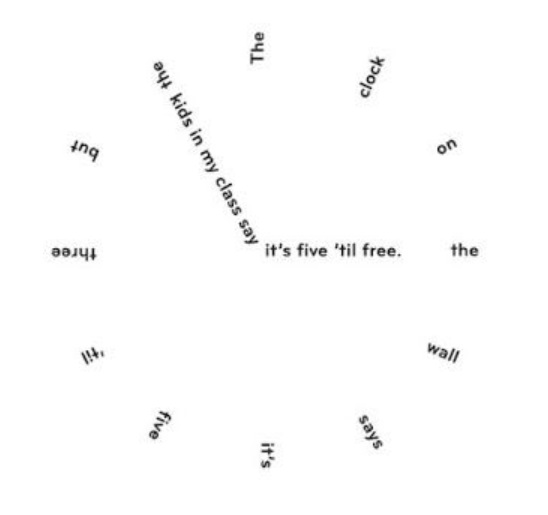 The
clock
on
the
wall
says
it's
five
'til
three
but
the kids in my class say
it's five 'til free.